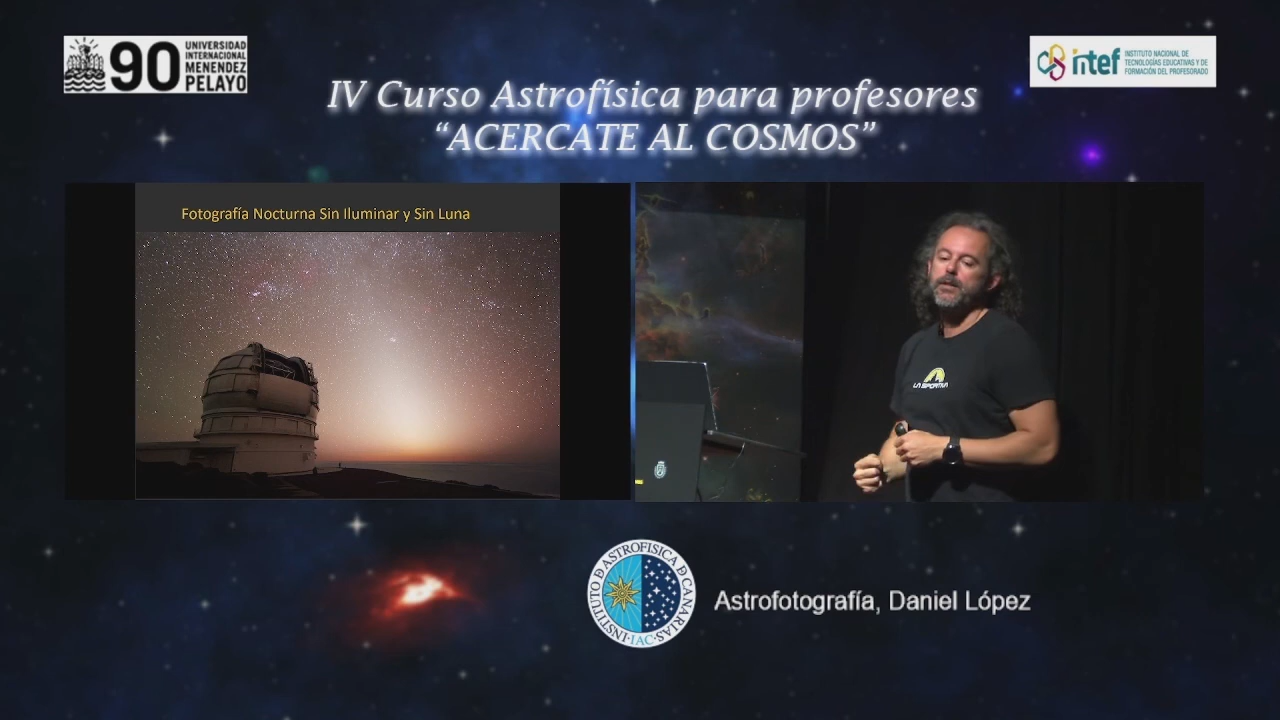 90
UNIVERSIDAD
INTERNACIONAL
MENENDEZ
PELAYO
intef
INSTITUTO NACIONAL DE
TECNOLOGÍAS EDUCATIVAS Y DE
FORMACIÓN DEL PROFESORADO
IV Curso Astrofísica para profesores
“ACERCATE AL COSMOS”
Fotografía Nocturna Sin Iluminar y Sin Luna
LA SPORTIVA
INSTITUTO D ASTROFISICA D CANARIAS
·IAC·
Astrofotografía, Daniel López